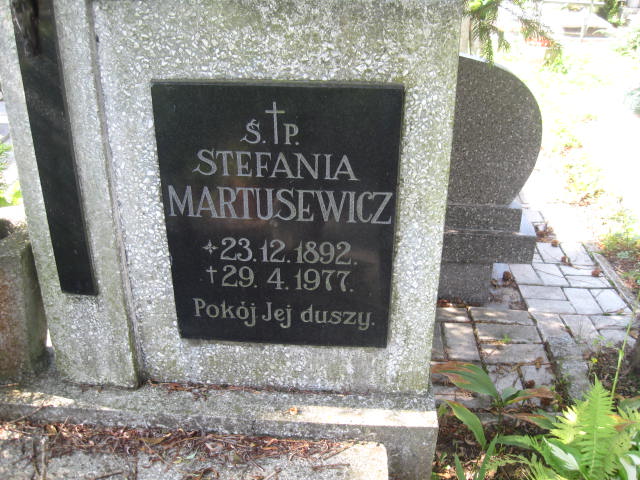 Ś.†P.
STEFANIA
MARTUSEWICZ
*23.12.1892.
†29.4.1977.
Pokój Jej duszy.